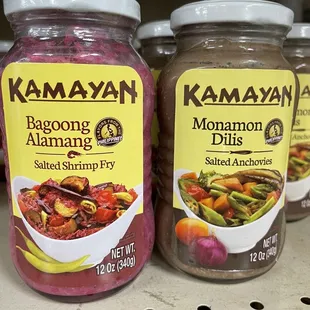 KAMAYAN
Bagoong
Alamang
PHILIPPINES
Salted Shrimp Fry
NET WT.
12 Oz (340g)
KAMAYAN
Monamon
Dilis
Salted Anchovies
NET WT.
12 Oz (340g)